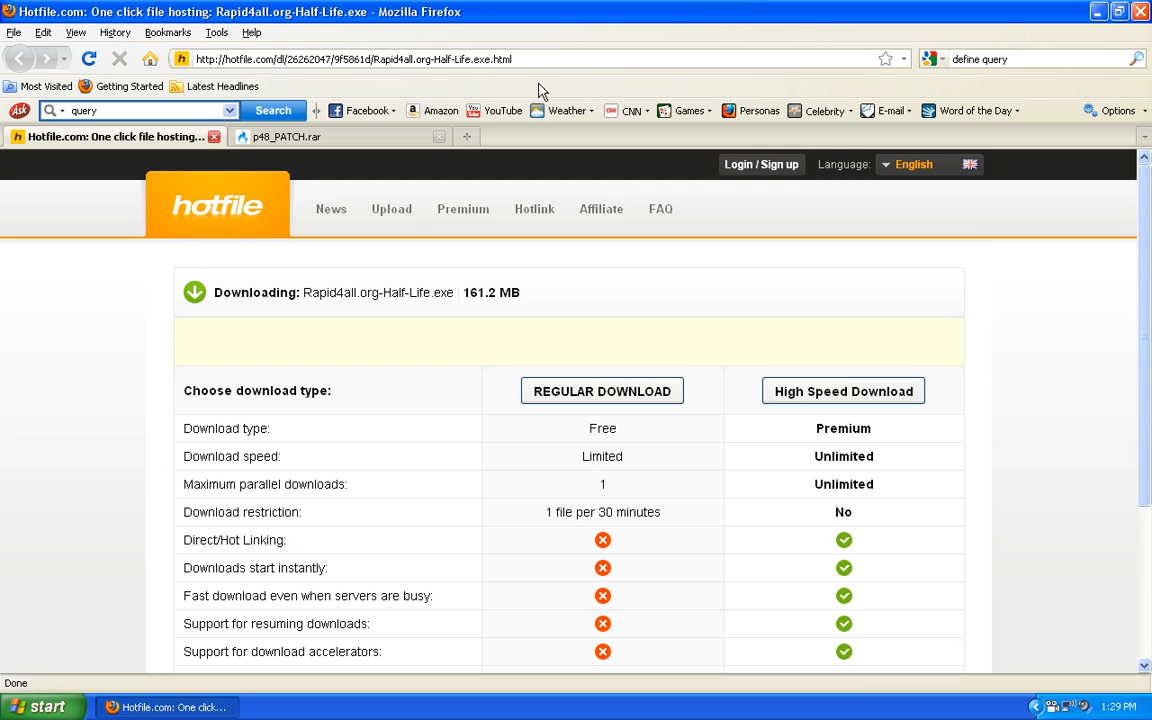 Hotfile.com: One click file hosting: Rapid4all.org-Half-Life.exe - Mozilla Firefox
File Edit View History Bookmarks Tools Help
h http://hotfile.com/dl/26262047/9f5861d/Rapid4all.org-Half-Life.exe.html define query
Most Visited Getting Started Latest Headlines
Ask query Search Facebook Amazon YouTube Weather CNN Games Personas Celebrity E-mail Word of the Day Options
h Hotfile.com: One click file hosting... p48_PATCH.rar
Login / Sign up Language: English
hotfile News Upload Premium Hotlink Affiliate FAQ
Downloading: Rapid4all.org-Half-Life.exe 161.2 MB
Choose download type: REGULAR DOWNLOAD High Speed Download
Download type: Free Premium
Download speed: Limited Unlimited
Maximum parallel downloads: 1 Unlimited
Download restriction: 1 file per 30 minutes No
Direct/Hot Linking:
Downloads start instantly:
Fast download even when servers are busy:
Support for resuming downloads:
Support for download accelerators:
Done
start Hotfile.com: One click... 1:29 PM